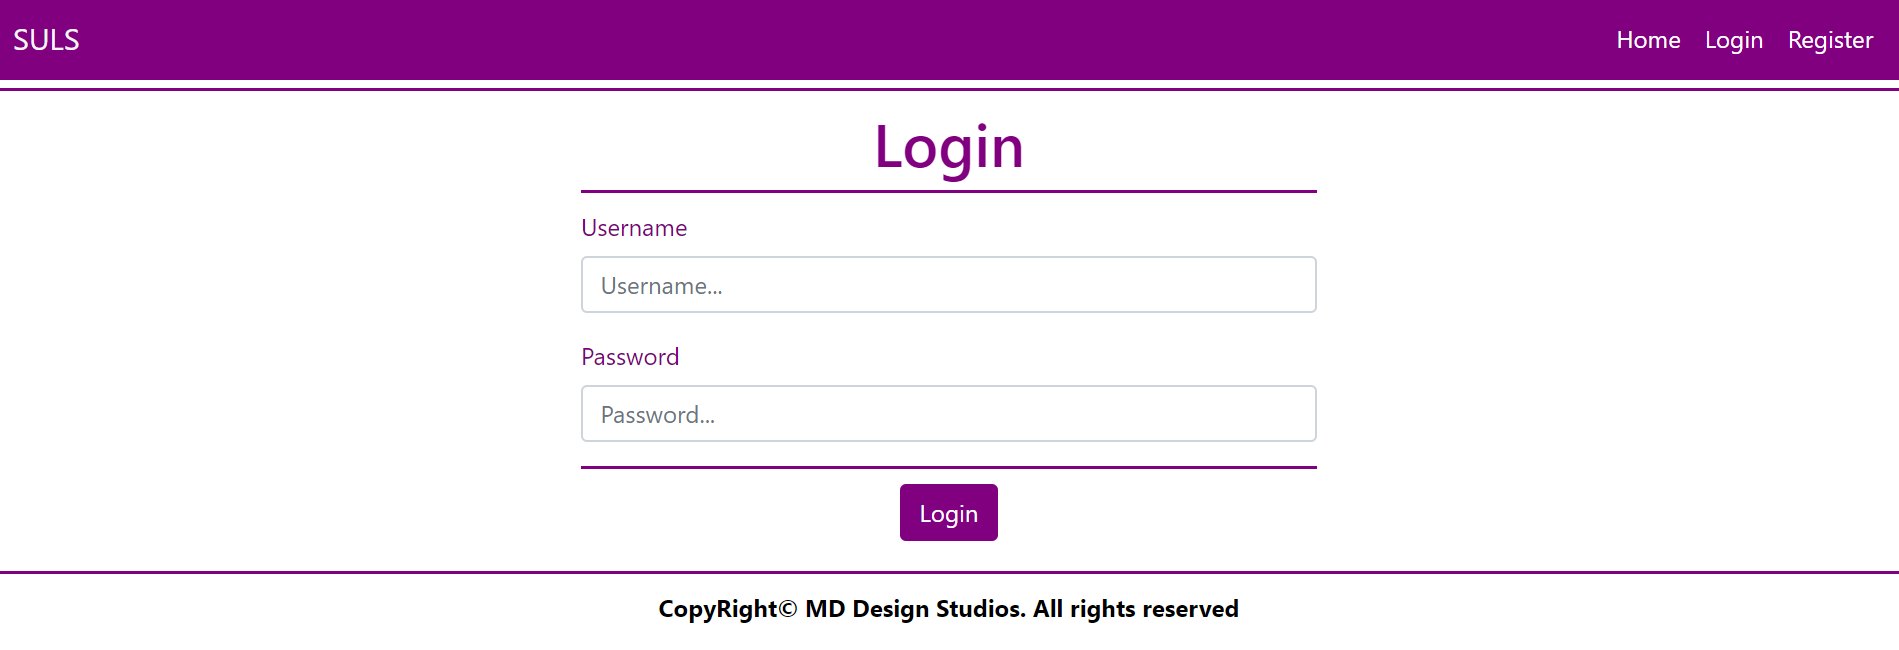 SULS Home Login Register
Login
Username
Username...
Password
Password...
Login
CopyRight© MD Design Studios. All rights reserved